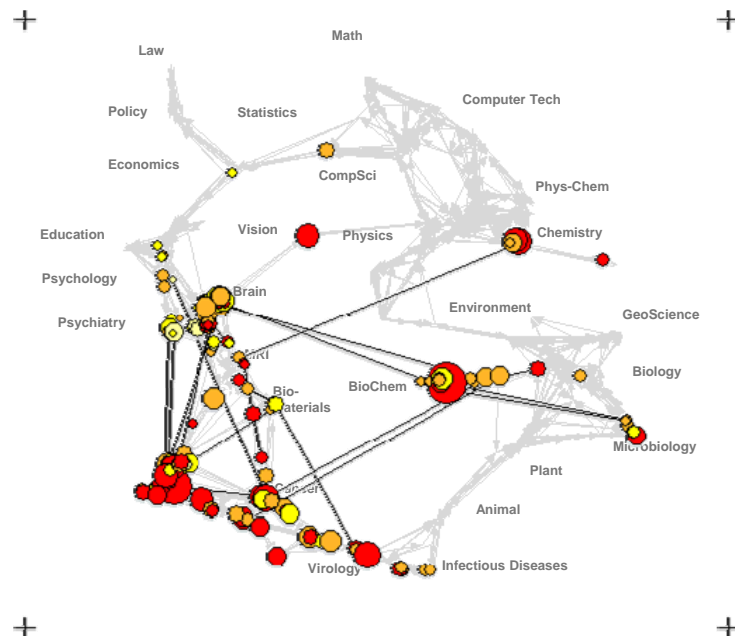 Math
Law
Computer Tech
Policy
Statistics
Economics
CompSci
Phys-Chem
Education
Vision
Physics
Chemistry
Psychology
Brain
Environment
GeoScience
Psychiatry
MRI
BioChem
Biology
Bio-
Materials
Microbiology
Plant
Cancer
Animal
Virology
Infectious Diseases